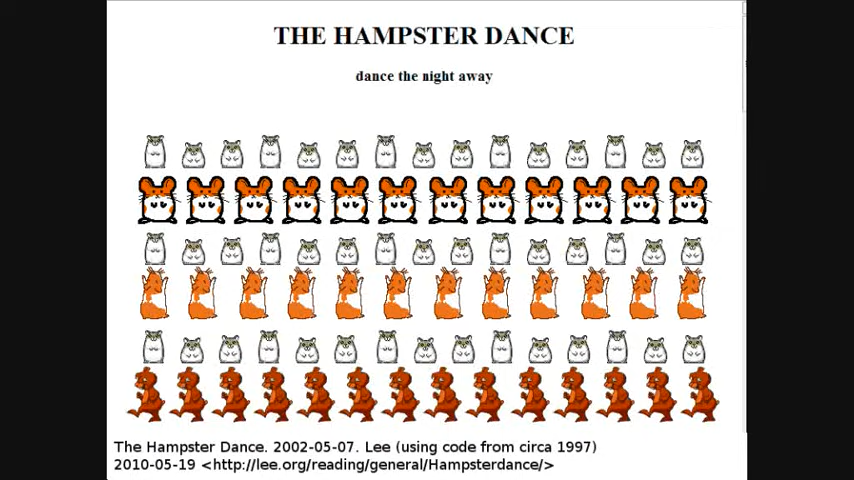 THE HAMPSTER DANCE
dance the night away
The Hampster Dance. 2002-05-07. Lee (using code from circa 1997)
2010-05-19 <http://lee.org/reading/general/Hampsterdance/>